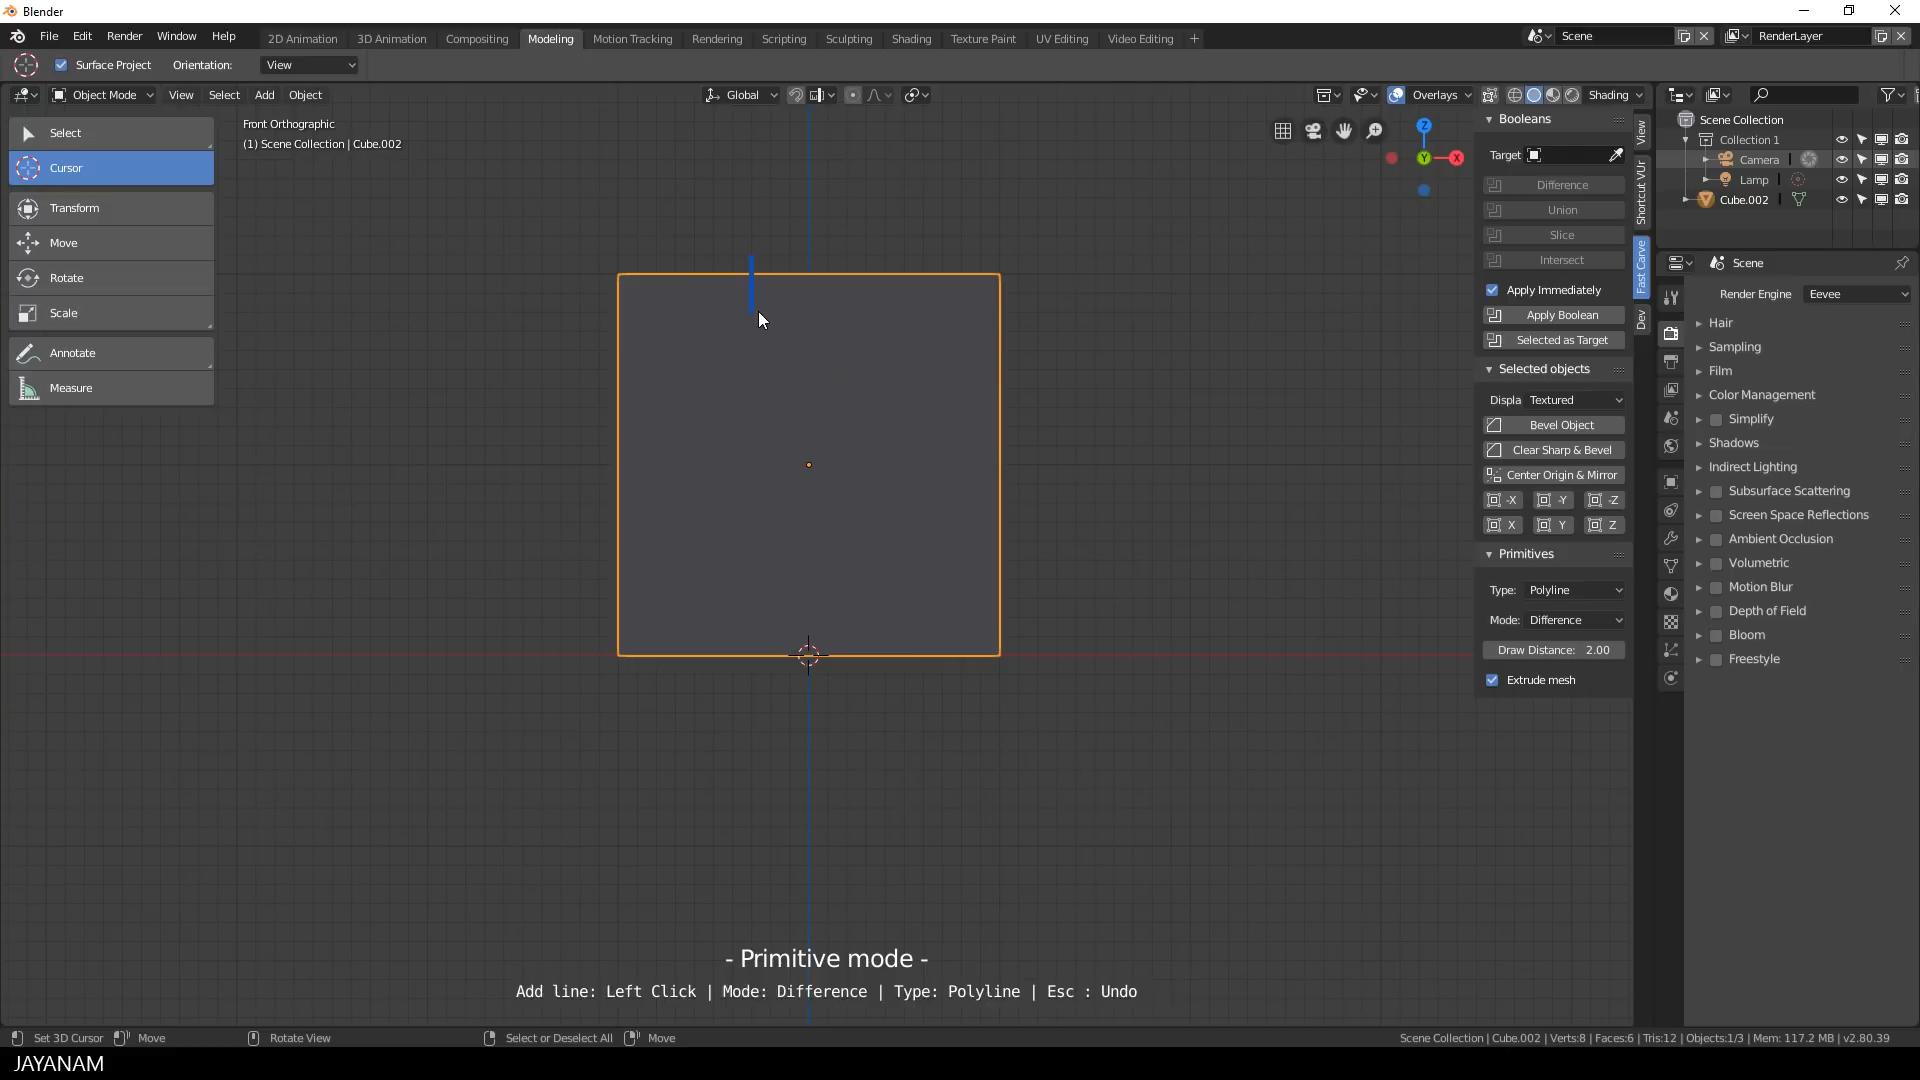 Blender
File Edit Render Window Help 2D Animation 3D Animation Compositing Modeling Motion Tracking Rendering Scripting Sculpting Shading Texture Paint UV Editing Video Editing + Scene RenderLayer
Surface Project Orientation: View
Object Mode View Select Add Object Global Overlays Shading
Front Orthographic
(1) Scene Collection | Cube.002
Select
Cursor
Transform
Move
Rotate
Scale
Annotate
Measure
Z
Y
X
Booleans
Target
Difference
Union
Slice
Intersect
Apply Immediately
Apply Boolean
Selected as Target
Selected objects
Displa Textured
Bevel Object
Clear Sharp & Bevel
Center Origin & Mirror
-X -Y -Z
X Y Z
Primitives
Type: Polyline
Mode: Difference
Draw Distance: 2.00
Extrude mesh
View
Shortcut VUr
Fast Carve
Dev
Scene Collection
Collection 1
Camera
Lamp
Cube.002
Scene
Render Engine Eevee
Hair
Sampling
Film
Color Management
Simplify
Shadows
Indirect Lighting
Subsurface Scattering
Screen Space Reflections
Ambient Occlusion
Volumetric
Motion Blur
Depth of Field
Bloom
Freestyle
- Primitive mode -
Add line: Left Click | Mode: Difference | Type: Polyline | Esc : Undo
Set 3D Cursor Move Rotate View Select or Deselect All Move Scene Collection | Cube.002 | Verts:8 | Faces:6 | Tris:12 | Objects:1/3 | Mem: 117.2 MB | v2.80.39
JAYANAM